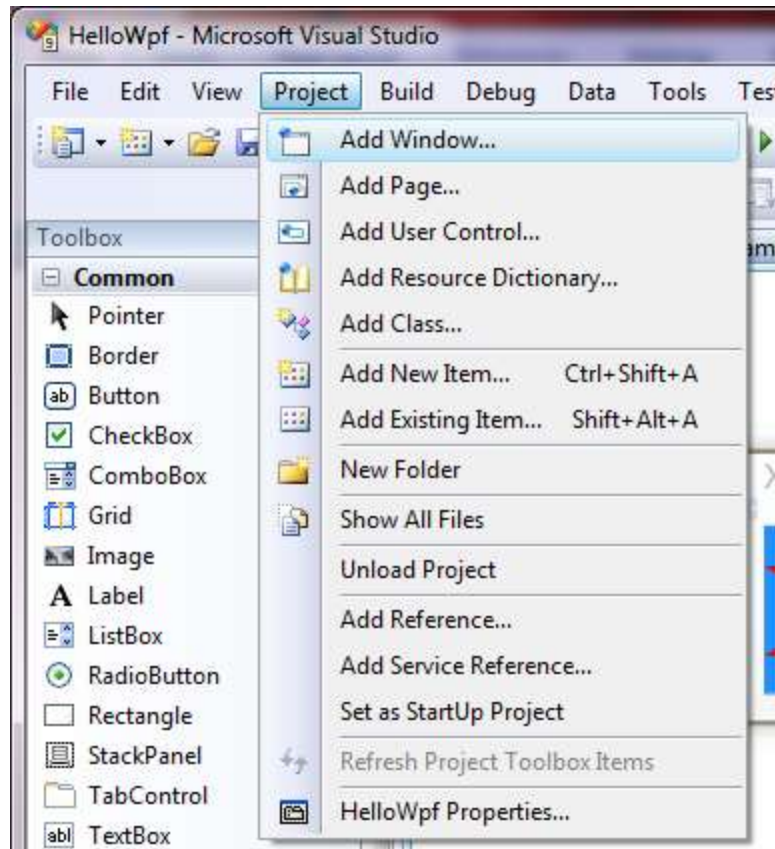 HelloWpf - Microsoft Visual Studio
File Edit View Project Build Debug Data Tools Tes
Add Window...
Add Page...
Add User Control...
Add Resource Dictionary...
Add Class...
Add New Item... Ctrl+Shift+A
Add Existing Item... Shift+Alt+A
New Folder
Show All Files
Unload Project
Add Reference...
Add Service Reference...
Set as StartUp Project
Refresh Project Toolbox Items
HelloWpf Properties...
Toolbox
Common
Pointer
Border
ab Button
CheckBox
ComboBox
Grid
Image
A Label
ListBox
RadioButton
Rectangle
StackPanel
TabControl
abl TextBox